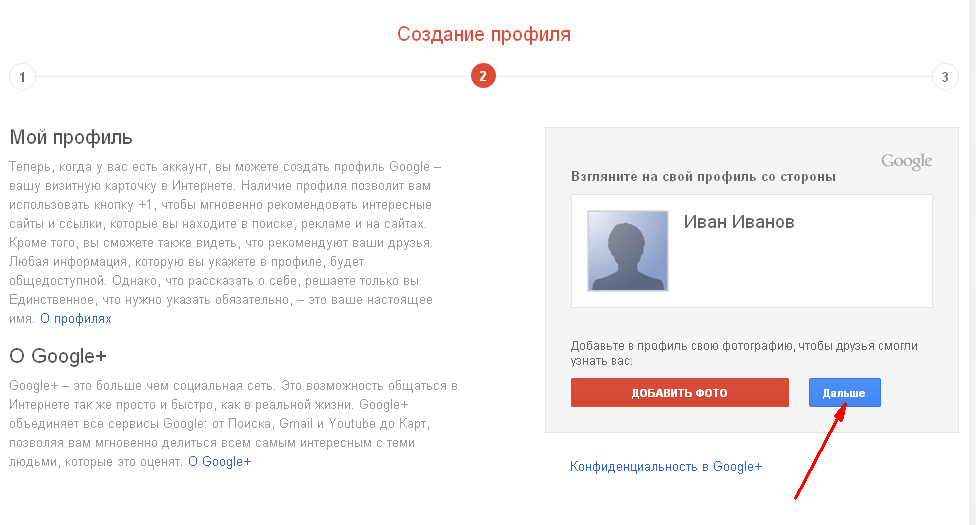 Создание профиля
1
2
3
Мой профиль
Теперь, когда у вас есть аккаунт, вы можете создать профиль Google –
вашу визитную карточку в Интернете. Наличие профиля позволит вам
использовать кнопку +1, чтобы мгновенно рекомендовать интересные
сайты и ссылки, которые вы находите в поиске, рекламе и на сайтах.
Кроме того, вы сможете также видеть, что рекомендуют ваши друзья.
Любая информация, которую вы укажете в профиле, будет
общедоступной. Однако, что рассказать о себе, решаете только вы.
Единственное, что нужно указать обязательно, – это ваше настоящее
имя. О профилях
О Google+
Google+ – это больше чем социальная сеть. Это возможность общаться в
Интернете так же просто и быстро, как в реальной жизни. Google+
объединяет все сервисы Google: от Поиска, Gmail и Youtube до Карт,
позволяя вам мгновенно делиться всем самым интересным с теми
людьми, которые это оценят. О Google+
Google
Взгляните на свой профиль со стороны
Иван Иванов
Добавьте в профиль свою фотографию, чтобы друзья смогли
узнать вас.
ДОБАВИТЬ ФОТО
Дальше
Конфиденциальность в Google+